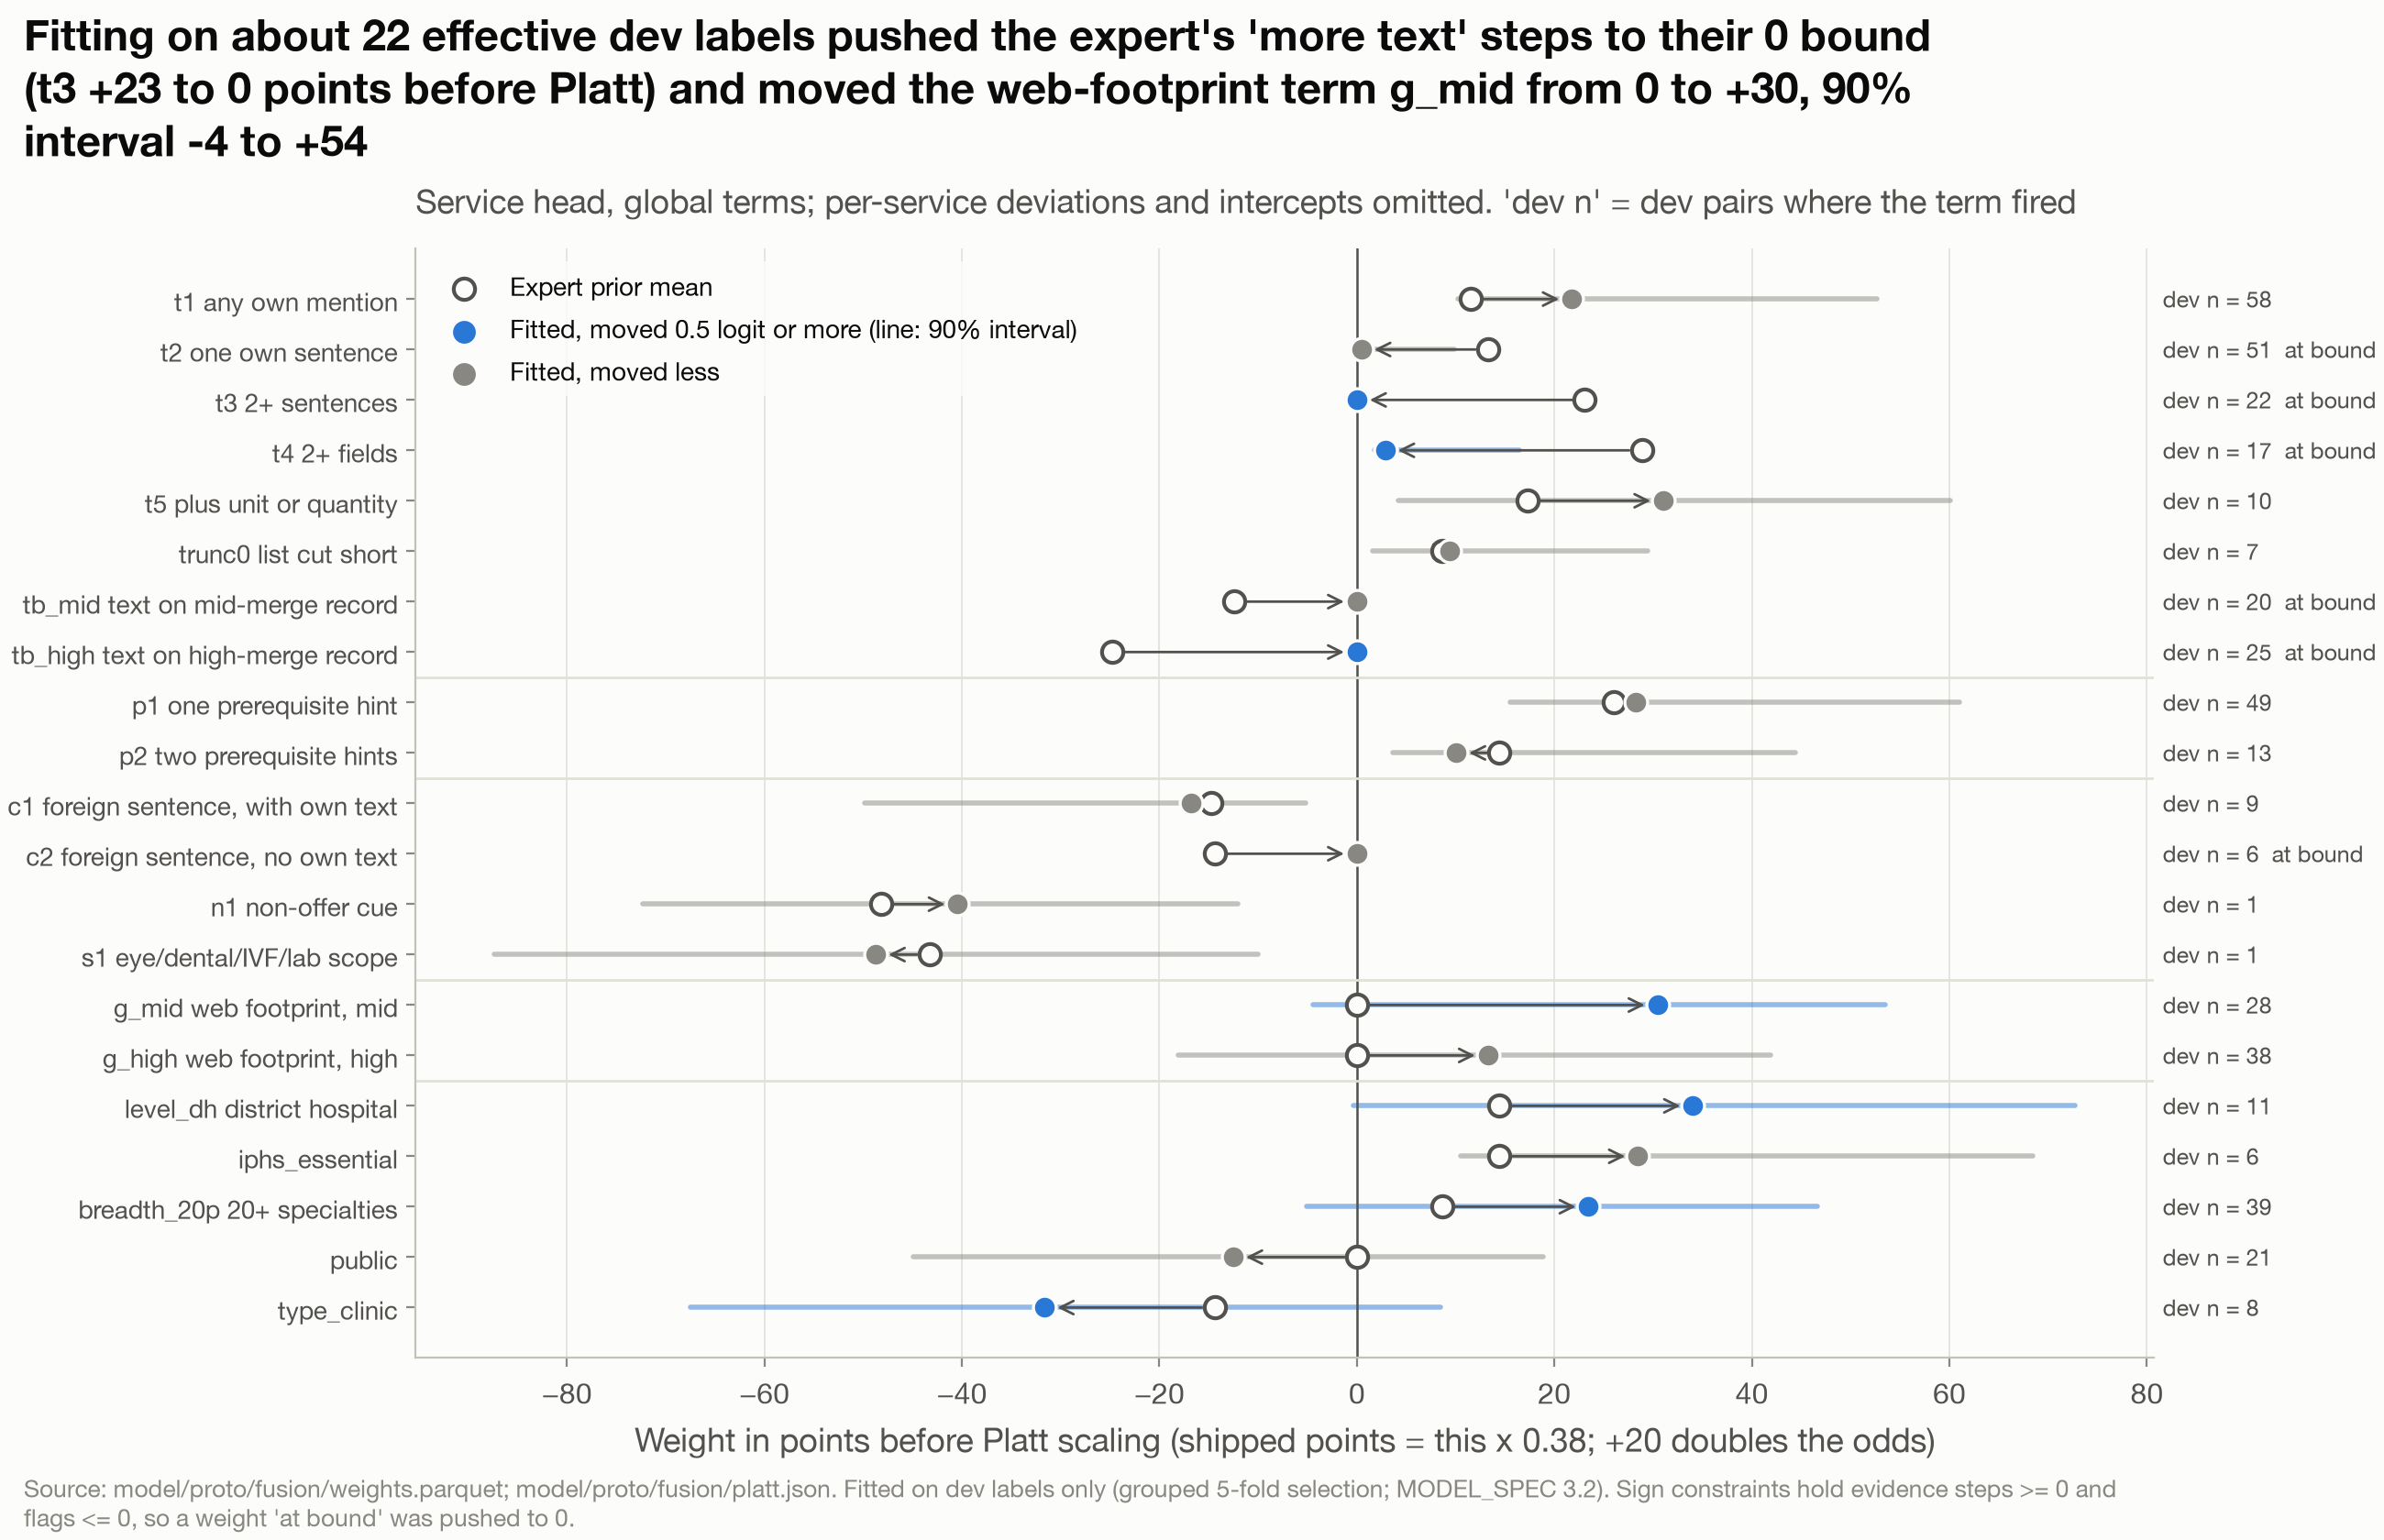 Fitting on about 22 effective dev labels pushed the expert's 'more text' steps to their 0 bound
(t3 +23 to 0 points before Platt) and moved the web-footprint term g_mid from 0 to +30, 90%
interval -4 to +54
Service head, global terms; per-service deviations and intercepts omitted. 'dev n' = dev pairs where the term fired
Expert prior mean
Fitted, moved 0.5 logit or more (line: 90% interval)
Fitted, moved less
t1 any own mention dev n = 58
t2 one own sentence dev n = 51 at bound
t3 2+ sentences dev n = 22 at bound
t4 2+ fields dev n = 17 at bound
t5 plus unit or quantity dev n = 10
trunc0 list cut short dev n = 7
tb_mid text on mid-merge record dev n = 20 at bound
tb_high text on high-merge record dev n = 25 at bound
p1 one prerequisite hint dev n = 49
p2 two prerequisite hints dev n = 13
c1 foreign sentence, with own text dev n = 9
c2 foreign sentence, no own text dev n = 6 at bound
n1 non-offer cue dev n = 1
s1 eye/dental/IVF/lab scope dev n = 1
g_mid web footprint, mid dev n = 28
g_high web footprint, high dev n = 38
level_dh district hospital dev n = 11
iphs_essential dev n = 6
breadth_20p 20+ specialties dev n = 39
public dev n = 21
type_clinic dev n = 8
−80 −60 −40 −20 0 20 40 60 80
Weight in points before Platt scaling (shipped points = this x 0.38; +20 doubles the odds)
Source: model/proto/fusion/weights.parquet; model/proto/fusion/platt.json. Fitted on dev labels only (grouped 5-fold selection; MODEL_SPEC 3.2). Sign constraints hold evidence steps >= 0 and
flags <= 0, so a weight 'at bound' was pushed to 0.